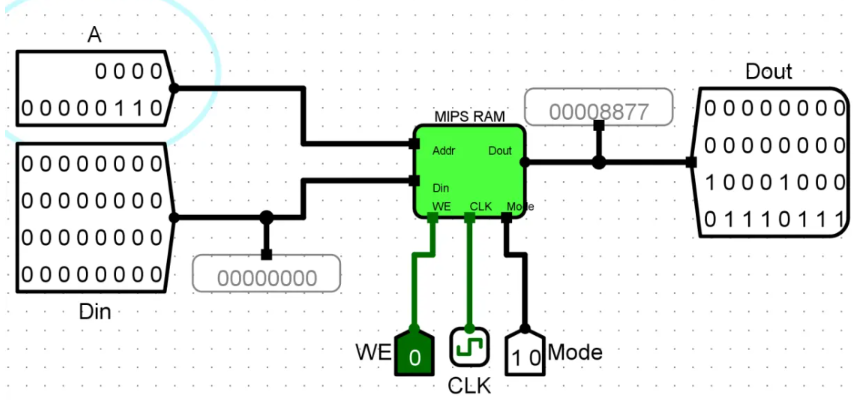 A
0000
00000110
00000000
00000000
00000000
00000000
Din
00000000
MIPS RAM
Addr
Dout
Din
WE
CLK
Mode
00008877
Dout
00000000
00000000
10001000
01110111
WE
0
CLK
10
Mode